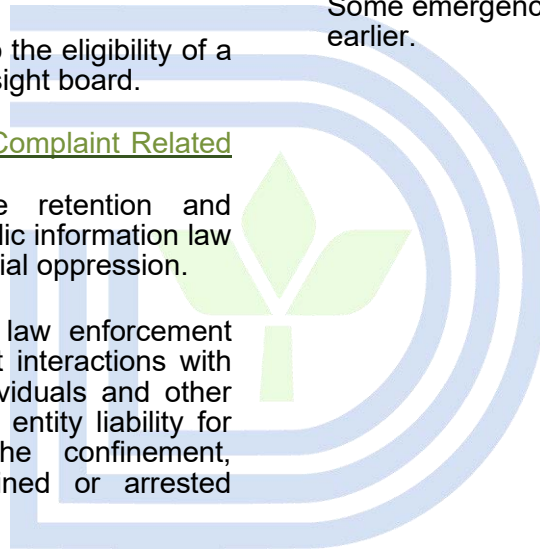 o the eligibility of a
sight board.
Complaint Related
e retention and
lic information law
ial oppression.
law enforcement
t interactions with
viduals and other
entity liability for
he confinement,
ined or arrested
Some emergenc
earlier.